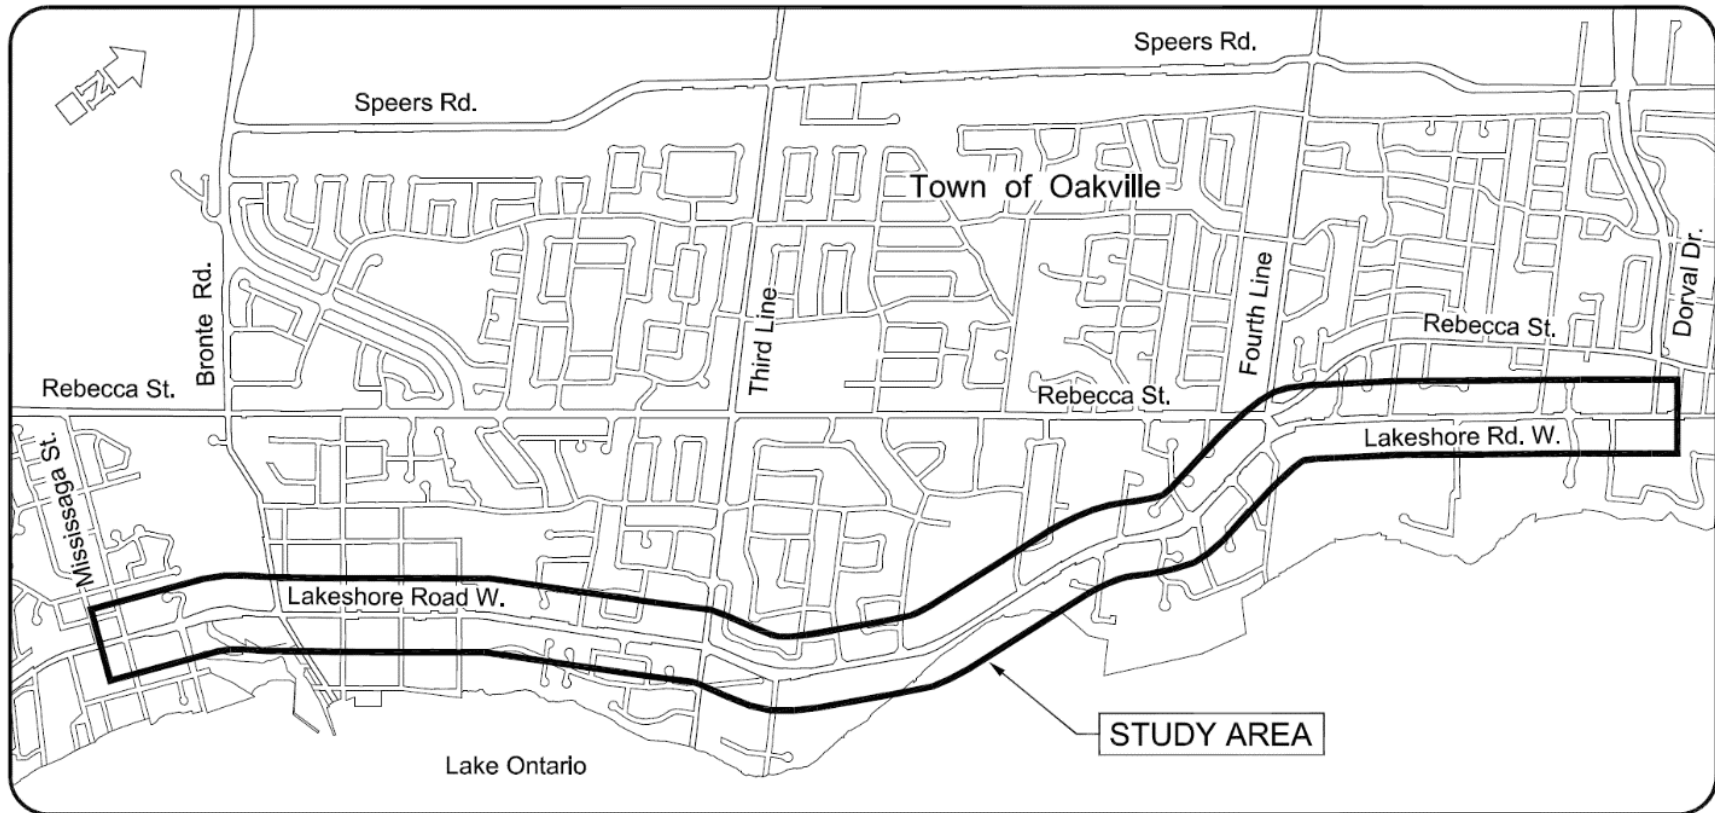 Speers Rd.
N
Speers Rd.
Town of Oakville
Bronte Rd.
Third Line
Fourth Line
Dorval Dr.
Rebecca St.
Rebecca St.
Rebecca St.
Lakeshore Rd. W.
Mississaga St.
Lakeshore Road W.
STUDY AREA
Lake Ontario